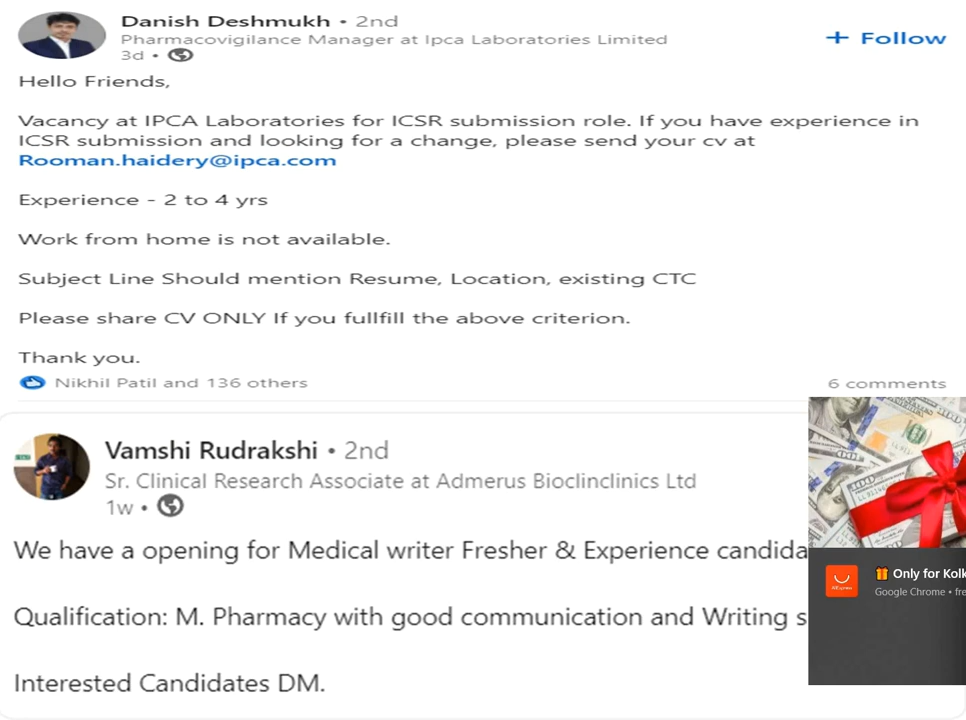 Danish Deshmukh • 2nd
Pharmacovigilance Manager at Ipca Laboratories Limited
3d •
+ Follow
Hello Friends,
Vacancy at IPCA Laboratories for ICSR submission role. If you have experience in
ICSR submission and looking for a change, please send your cv at
Rooman.haidery@ipca.com
Experience - 2 to 4 yrs
Work from home is not available.
Subject Line Should mention Resume, Location, existing CTC
Please share CV ONLY If you fullfill the above criterion.
Thank you.
Nikhil Patil and 136 others
6 comments
Vamshi Rudrakshi • 2nd
Sr. Clinical Research Associate at Admerus Bioclinclinics Ltd
1w •
We have a opening for Medical writer Fresher & Experience candida
Qualification: M. Pharmacy with good communication and Writing s
Interested Candidates DM.
Only for Kolk
Google Chrome • fre